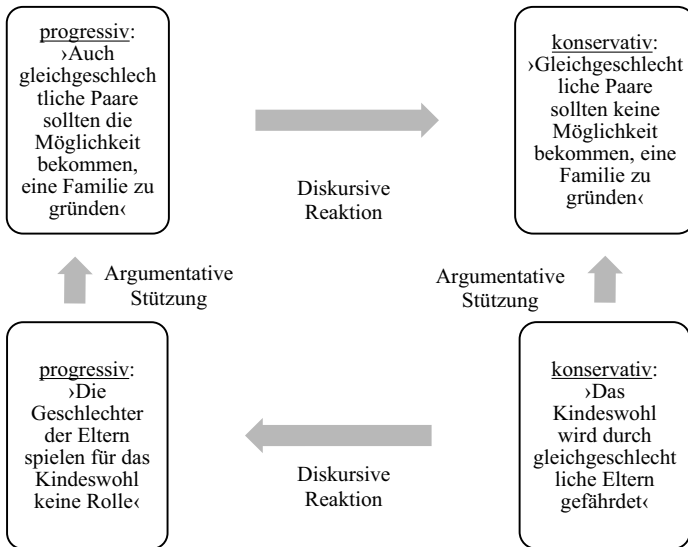 progressiv:
›Auch
gleichgeschlech
tliche Paare
sollten die
Möglichkeit
bekommen,
eine Familie zu
gründen‹
Diskursive
Reaktion
konservativ:
›Gleichgeschlecht
liche Paare
sollten keine
Möglichkeit
bekommen, eine
Familie zu
gründen‹
Argumentative
Stützung
Argumentative
Stützung
progressiv:
›Die
Geschlechter
der Eltern
spielen für das
Kindeswohl
keine Rolle‹
Diskursive
Reaktion
konservativ:
›Das
Kindeswohl
wird durch
gleichgeschlecht
liche Eltern
gefährdet‹